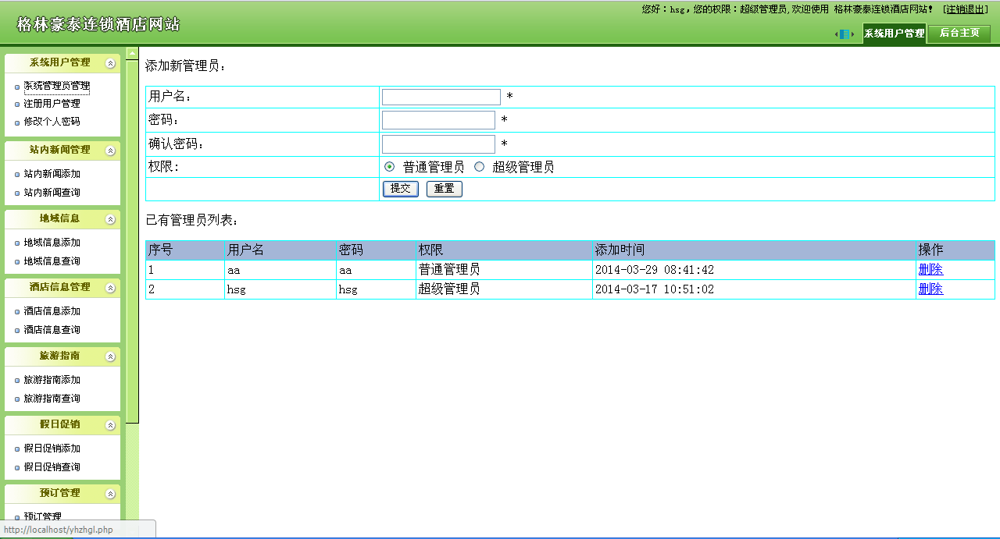 您好：hsg，您的权限：超级管理员,欢迎使用 格林豪泰连锁酒店网站！ [注销退出]
格林豪泰连锁酒店网站
系统用户管理 后台主页
系统用户管理
系统管理员管理
注册用户管理
修改个人密码
站内新闻管理
站内新闻添加
站内新闻查询
地域信息
地域信息添加
地域信息查询
酒店信息管理
酒店信息添加
酒店信息查询
旅游指南
旅游指南添加
旅游指南查询
假日促销
假日促销添加
假日促销查询
预订管理
预订管理
http://localhost/yhzhgl.php
添加新管理员：
用户名： *
密码： *
确认密码： *
权限: 普通管理员 超级管理员
提交 重置
已有管理员列表：
序号 用户名 密码 权限 添加时间 操作
1 aa aa 普通管理员 2014-03-29 08:41:42 删除
2 hsg hsg 超级管理员 2014-03-17 10:51:02 删除